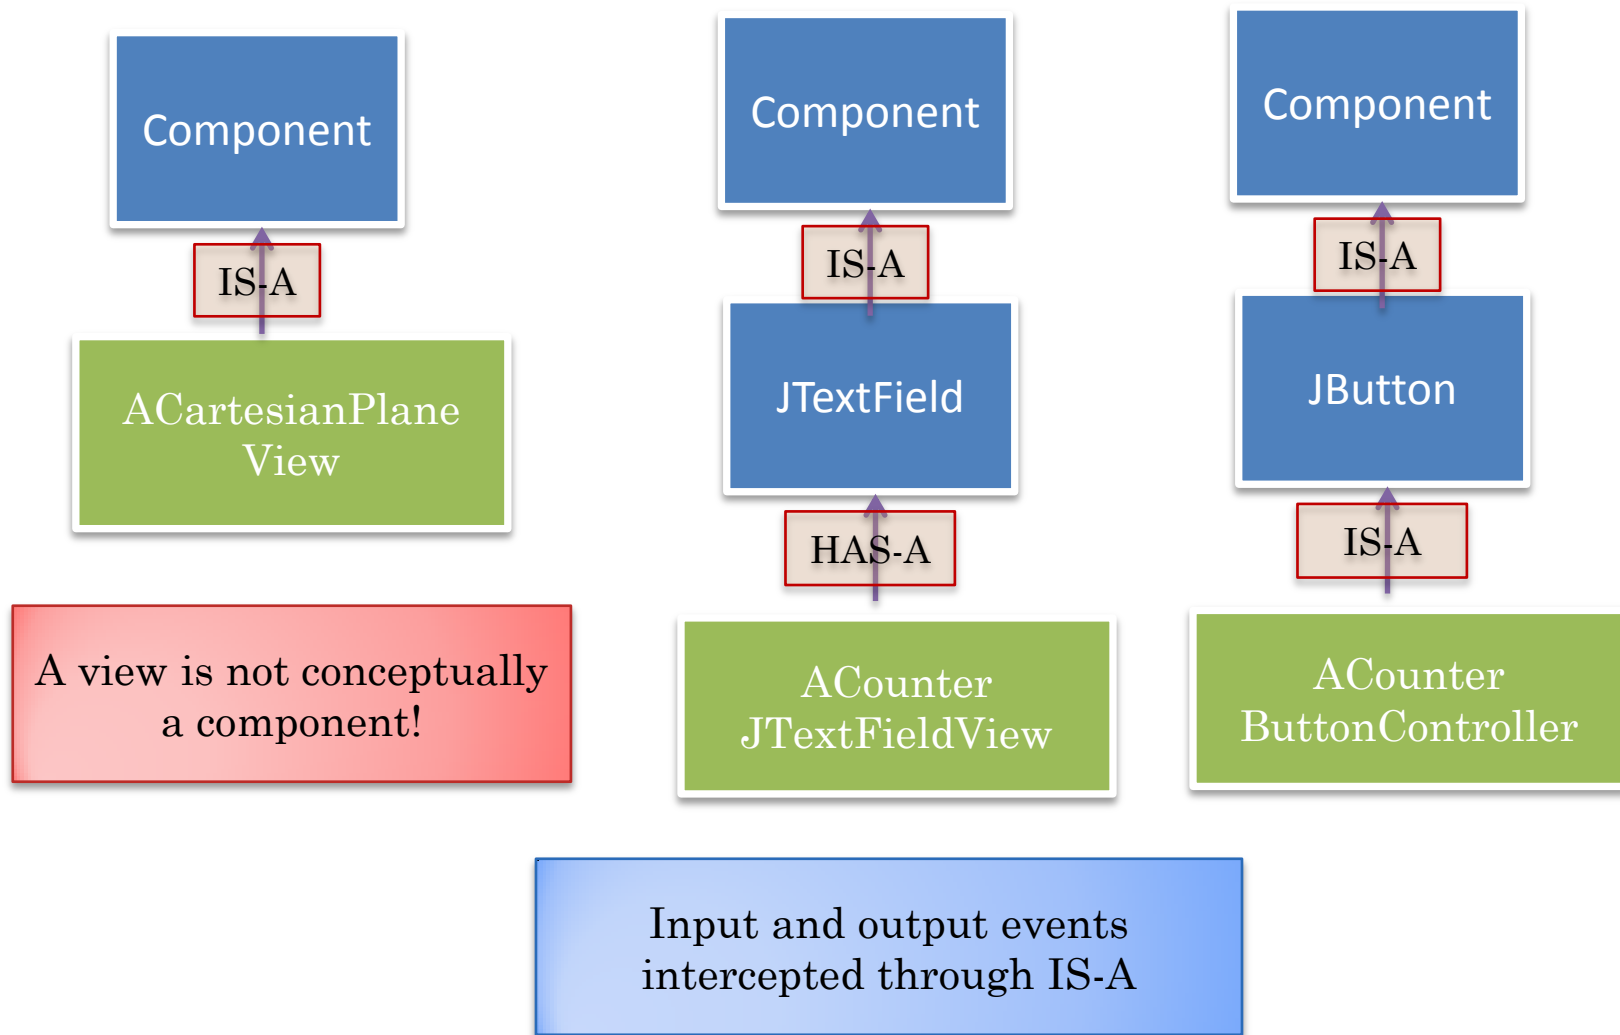 Component
IS-A
ACartesianPlane
View
A view is not conceptually
a component!
Component
IS-A
JTextField
HAS-A
ACounter
JTextFieldView
Component
IS-A
JButton
IS-A
ACounter
ButtonController
Input and output events
intercepted through IS-A